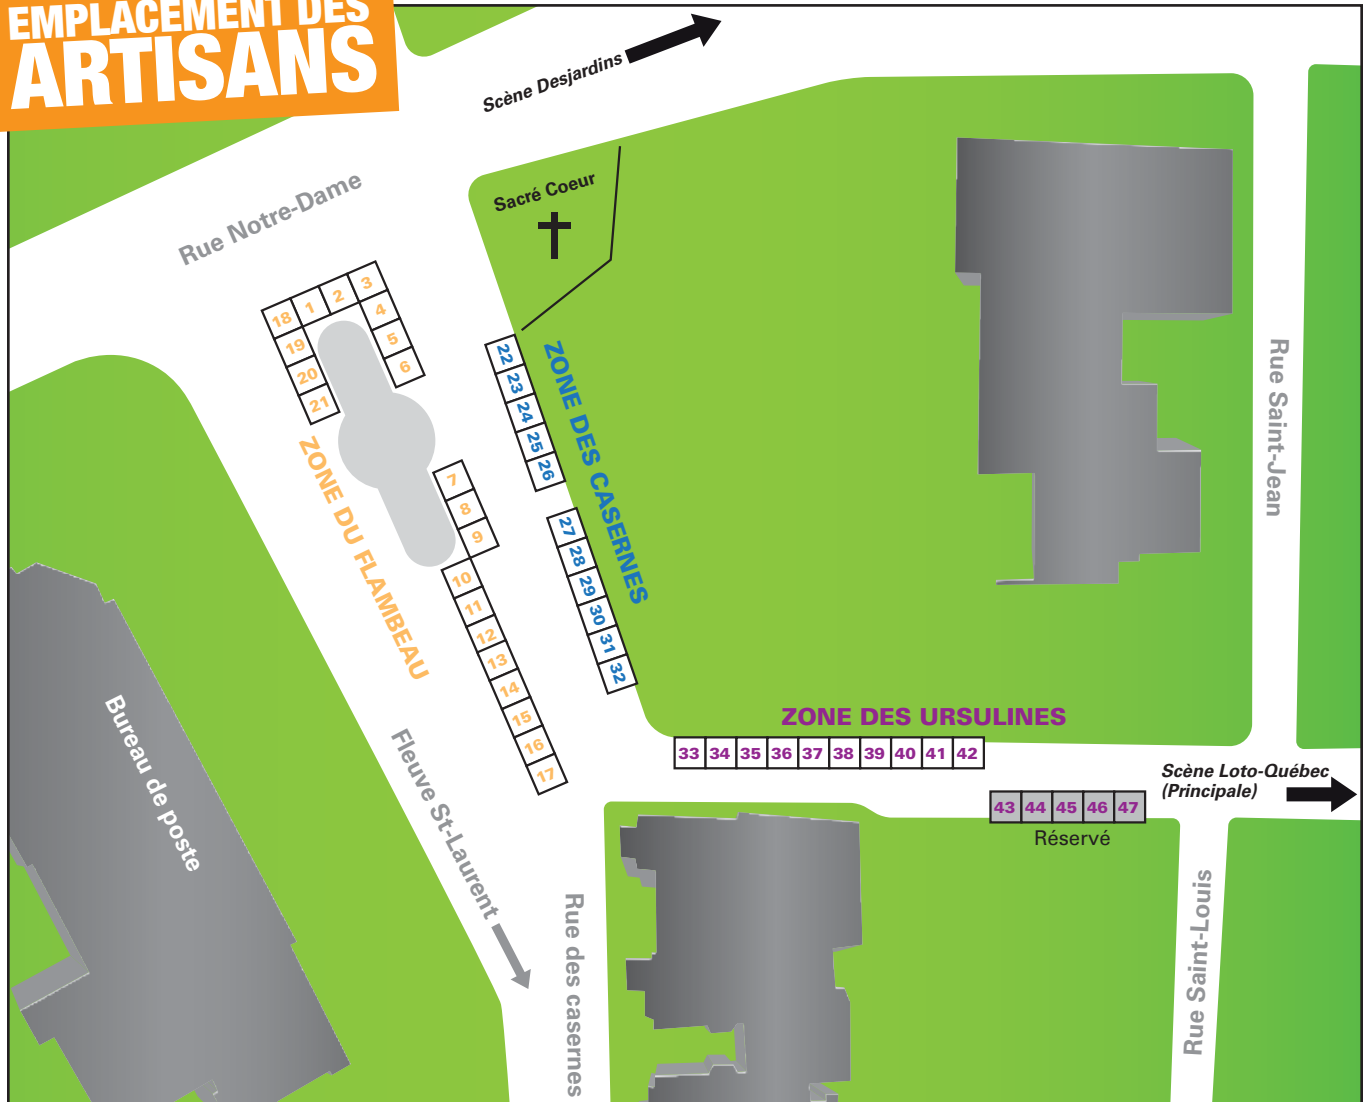 EMPLACEMENT DES
ARTISANS
Scène Desjardins
Rue Notre-Dame
Sacré Coeur
18 1 2 3
4
5
6
19
20
21
ZONE DU FLAMBEAU
7
8
9
10
11
12
13
14
15
16
17
22
23
24
25
26
ZONE DES CASERNES
27
28
29
30
31
32
Rue Saint-Jean
ZONE DES URSULINES
33 34 35 36 37 38 39 40 41 42
Scène Loto-Québec
(Principale)
43 44 45 46 47
Réservé
Bureau de poste
Fleuve St-Laurent
Rue des casernes
Rue Saint-Louis